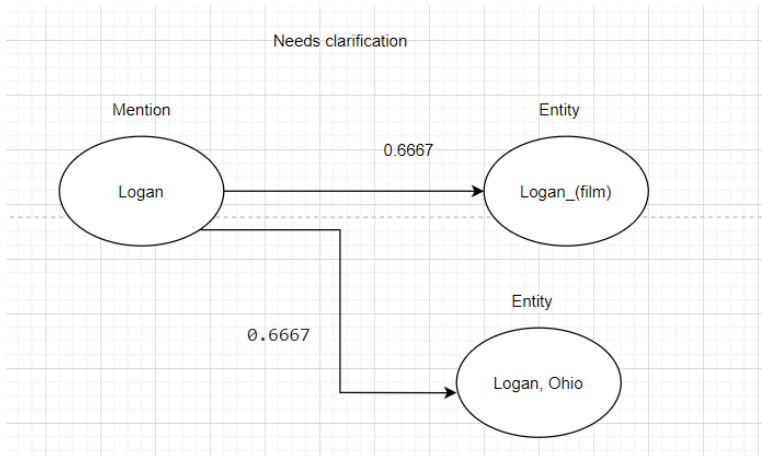 Needs clarification
Mention
Entity
0.6667
Logan
Logan_(film)
Entity
0.6667
Logan, Ohio